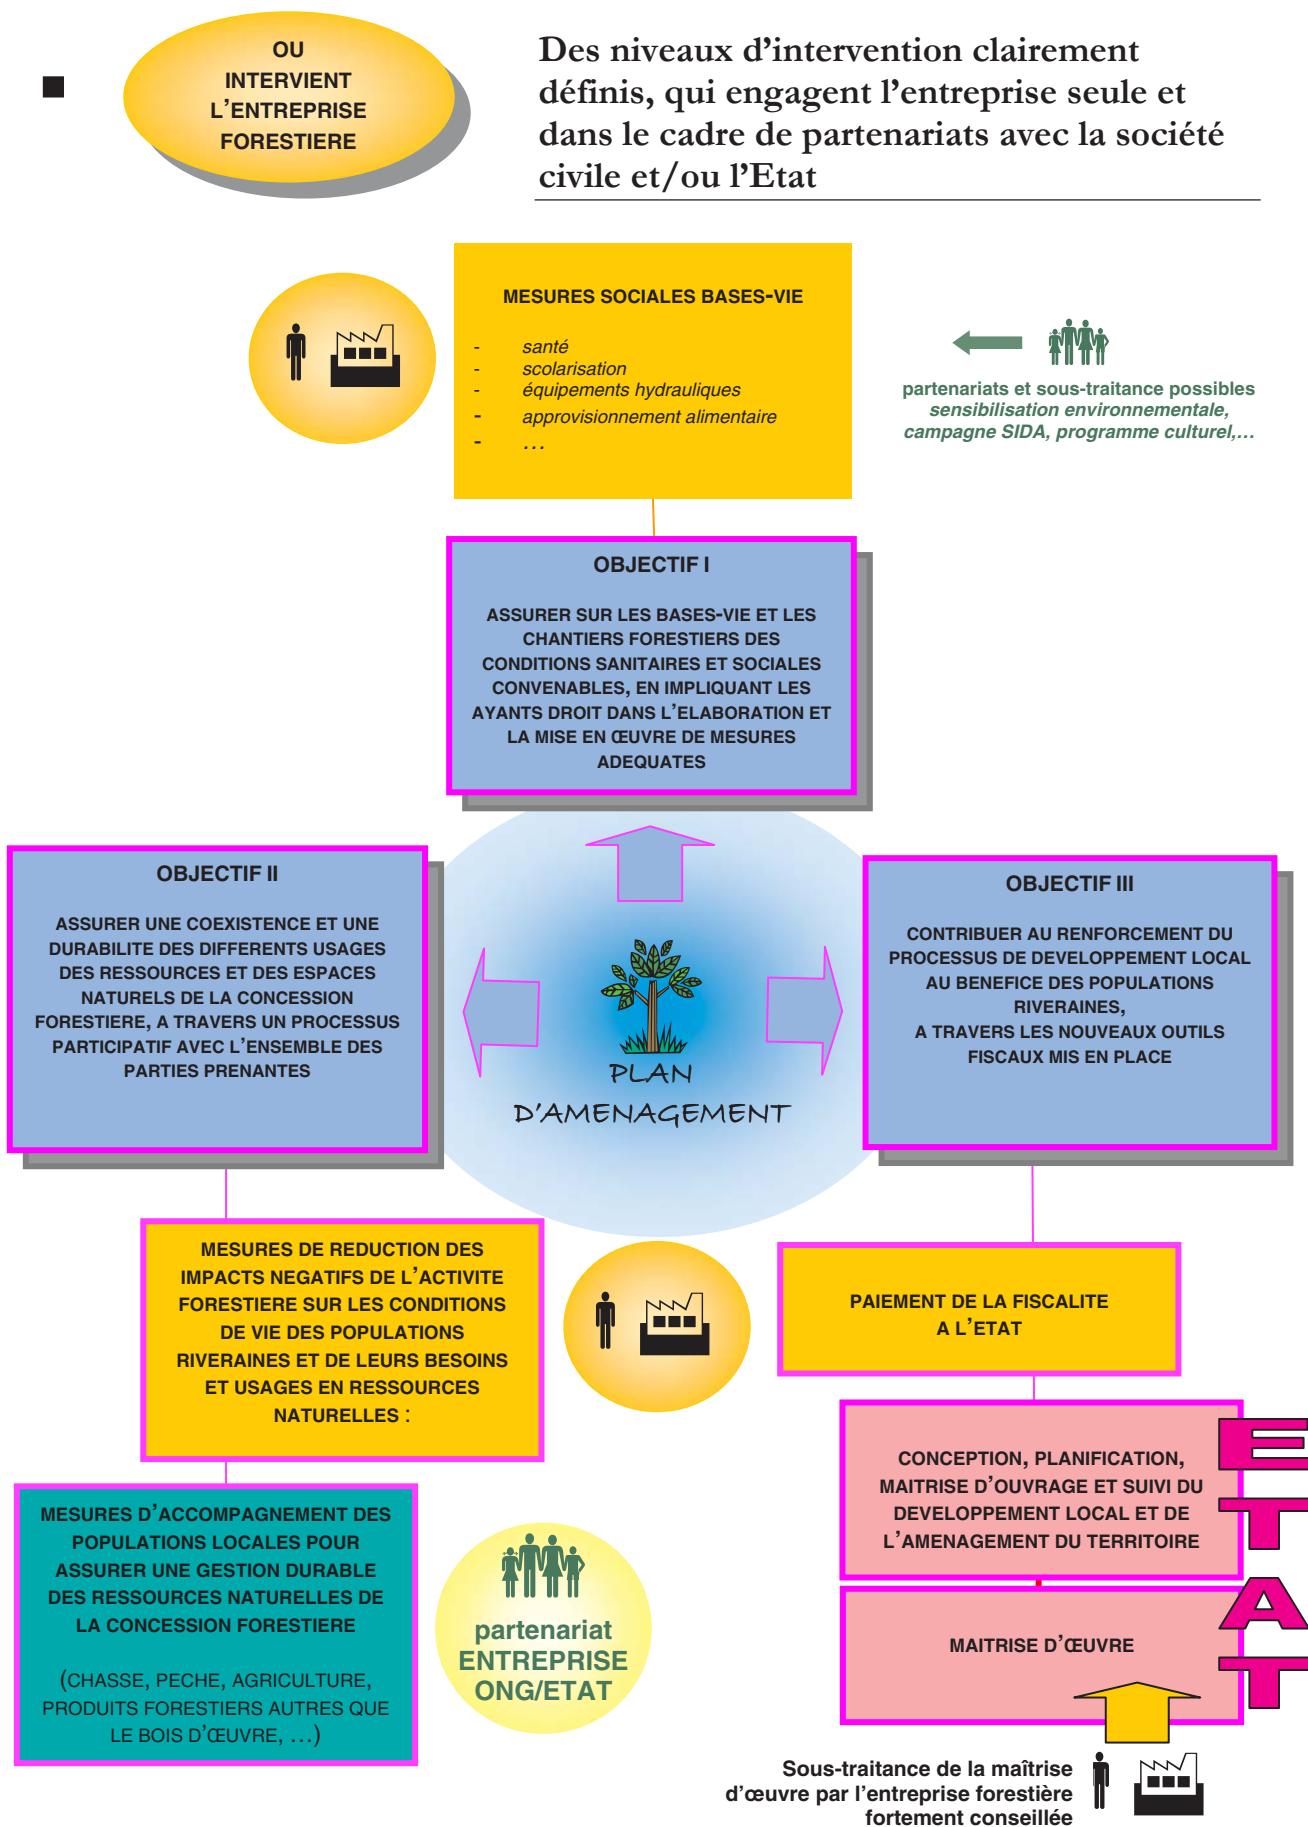 OU
INTERVIENT
L'ENTREPRISE
FORESTIERE
Des niveaux d'intervention clairement
définis, qui engagent l'entreprise seule et
dans le cadre de partenariats avec la société
civile et/ou l'Etat
MESURES SOCIALES BASES-VIE
- santé
- scolarisation
- équipements hydrauliques
- approvisionnement alimentaire
- …
partenariats et sous-traitance possibles
sensibilisation environnementale,
campagne SIDA, programme culturel,…
OBJECTIF I
ASSURER SUR LES BASES-VIE ET LES
CHANTIERS FORESTIERS DES
CONDITIONS SANITAIRES ET SOCIALES
CONVENABLES, EN IMPLIQUANT LES
AYANTS DROIT DANS L'ELABORATION ET
LA MISE EN ŒUVRE DE MESURES
ADEQUATES
OBJECTIF II
ASSURER UNE COEXISTENCE ET UNE
DURABILITE DES DIFFERENTS USAGES
DES RESSOURCES ET DES ESPACES
NATURELS DE LA CONCESSION
FORESTIERE, A TRAVERS UN PROCESSUS
PARTICIPATIF AVEC L'ENSEMBLE DES
PARTIES PRENANTES
PLAN
D'AMENAGEMENT
OBJECTIF III
CONTRIBUER AU RENFORCEMENT DU
PROCESSUS DE DEVELOPPEMENT LOCAL
AU BENEFICE DES POPULATIONS
RIVERAINES,
A TRAVERS LES NOUVEAUX OUTILS
FISCAUX MIS EN PLACE
MESURES DE REDUCTION DES
IMPACTS NEGATIFS DE L'ACTIVITE
FORESTIERE SUR LES CONDITIONS
DE VIE DES POPULATIONS
RIVERAINES ET DE LEURS BESOINS
ET USAGES EN RESSOURCES
NATURELLES :
PAIEMENT DE LA FISCALITE
A L'ETAT
MESURES D'ACCOMPAGNEMENT DES
POPULATIONS LOCALES POUR
ASSURER UNE GESTION DURABLE
DES RESSOURCES NATURELLES DE
LA CONCESSION FORESTIERE
(CHASSE, PECHE, AGRICULTURE,
PRODUITS FORESTIERS AUTRES QUE
LE BOIS D'ŒUVRE, …)
partenariat
ENTREPRISE
ONG/ETAT
CONCEPTION, PLANIFICATION,
MAITRISE D'OUVRAGE ET SUIVI DU
DEVELOPPEMENT LOCAL ET DE
L'AMENAGEMENT DU TERRITOIRE
MAITRISE D'ŒUVRE
ETAT
Sous-traitance de la maîtrise
d'œuvre par l'entreprise forestière
fortement conseillée